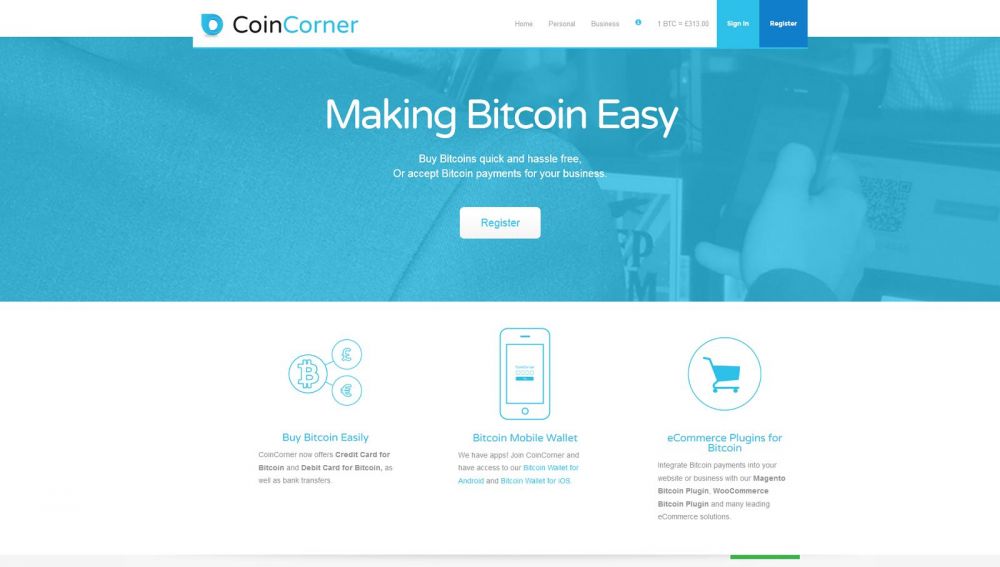 CoinCorner
Home Personal Business 1 BTC = £313.00 Sign In Register
Making Bitcoin Easy
Buy Bitcoins quick and hassle free,
Or accept Bitcoin payments for your business.
Register
Buy Bitcoin Easily
CoinCorner now offers Credit Card for
Bitcoin and Debit Card for Bitcoin, as
well as bank transfers.
Bitcoin Mobile Wallet
We have apps! Join CoinCorner and
have access to our Bitcoin Wallet for
Android and Bitcoin Wallet for iOS.
eCommerce Plugins for
Bitcoin
Integrate Bitcoin payments into your
website or business with our Magento
Bitcoin Plugin, WooCommerce
Bitcoin Plugin and many leading
eCommerce solutions.